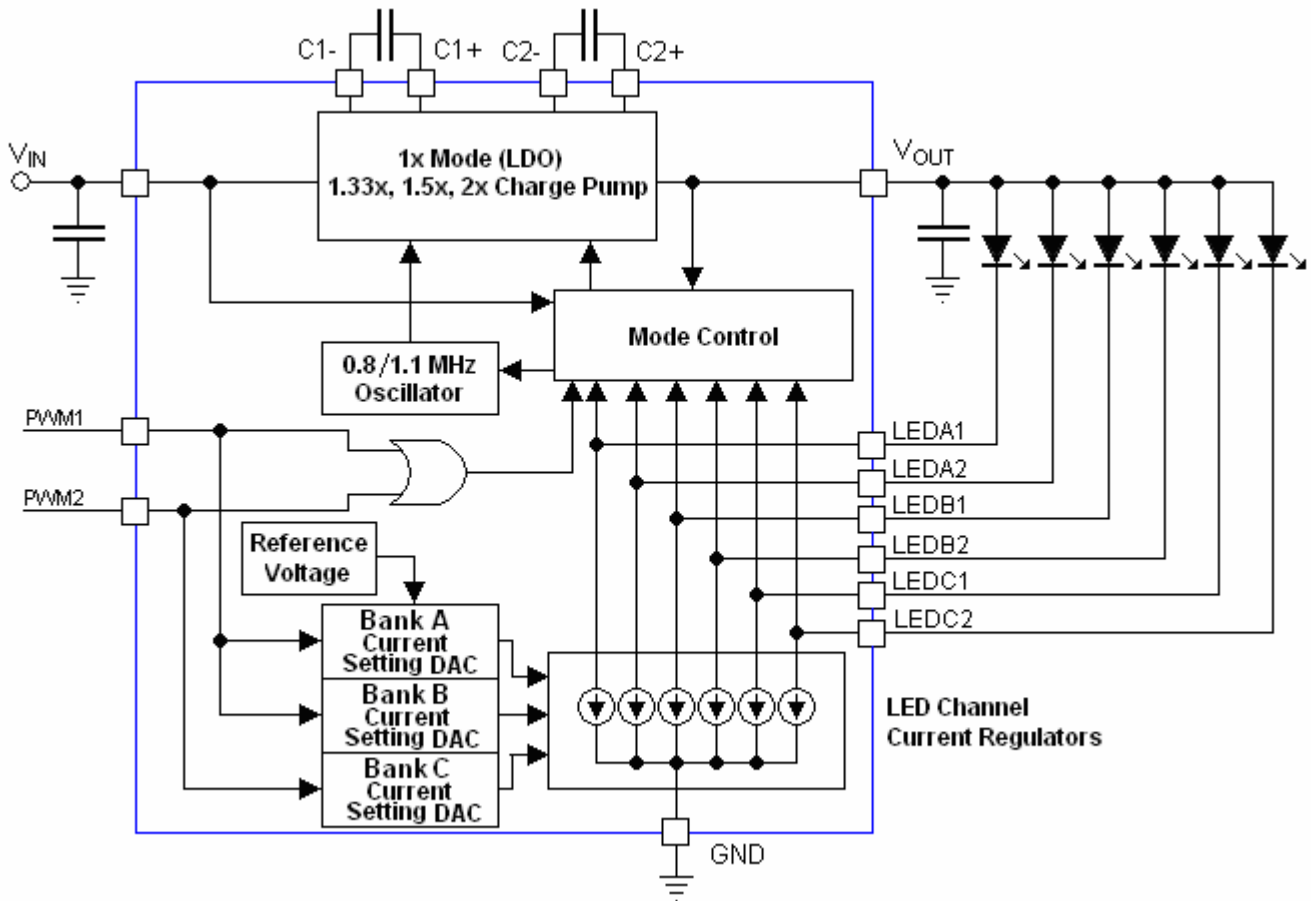 C1- C1+ C2- C2+
VIN
1x Mode (LDO)
1.33x, 1.5x, 2x Charge Pump
VOUT
Mode Control
0.8/1.1 MHz
Oscillator
PWM1
PWM2
LEDA1
LEDA2
LEDB1
LEDB2
LEDC1
LEDC2
Reference
Voltage
Bank A
Current
Setting DAC
Bank B
Current
Setting DAC
Bank C
Current
Setting DAC
LED Channel
Current Regulators
GND